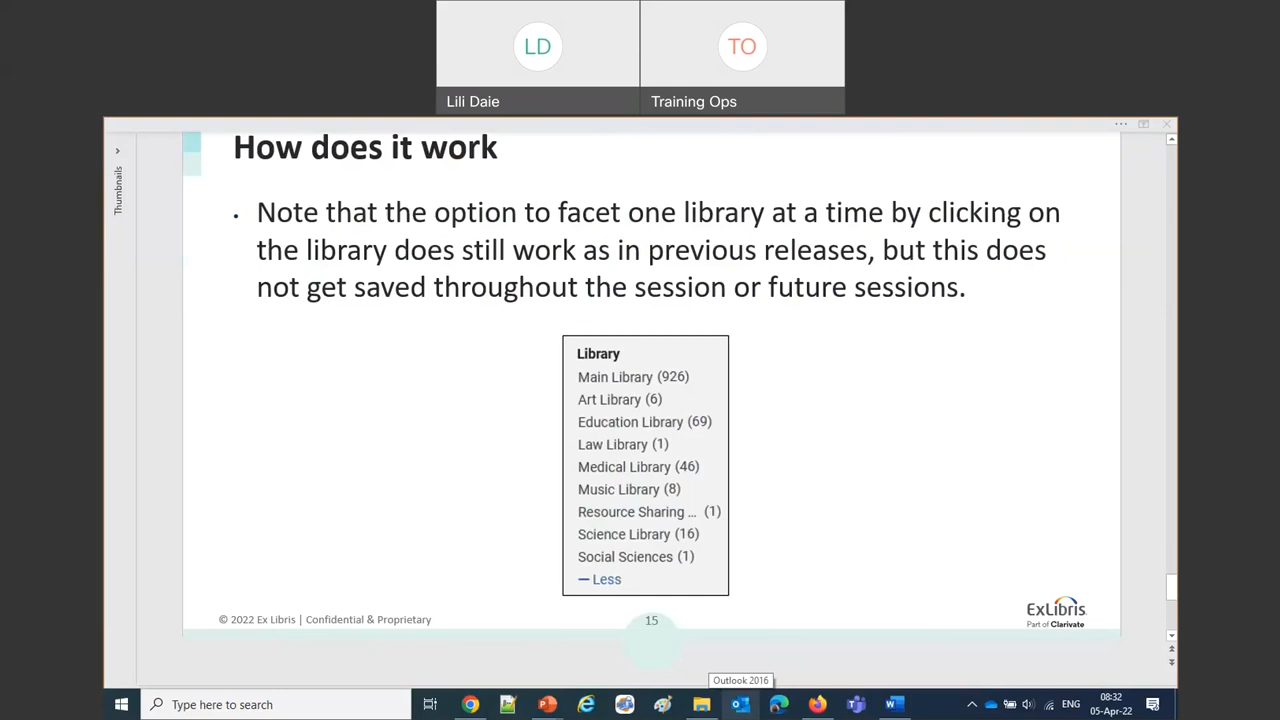 LD
TO
Lili Daie
Training Ops
Thumbnails
How does it work
• Note that the option to facet one library at a time by clicking on
the library does still work as in previous releases, but this does
not get saved throughout the session or future sessions.
Library
Main Library (926)
Art Library (6)
Education Library (69)
Law Library (1)
Medical Library (46)
Music Library (8)
Resource Sharing ... (1)
Science Library (16)
Social Sciences (1)
— Less
© 2022 Ex Libris | Confidential & Proprietary
15
ExLibris
Part of Clarivate
Outlook 2016
Type here to search
ENG
08:32
05-Apr-22